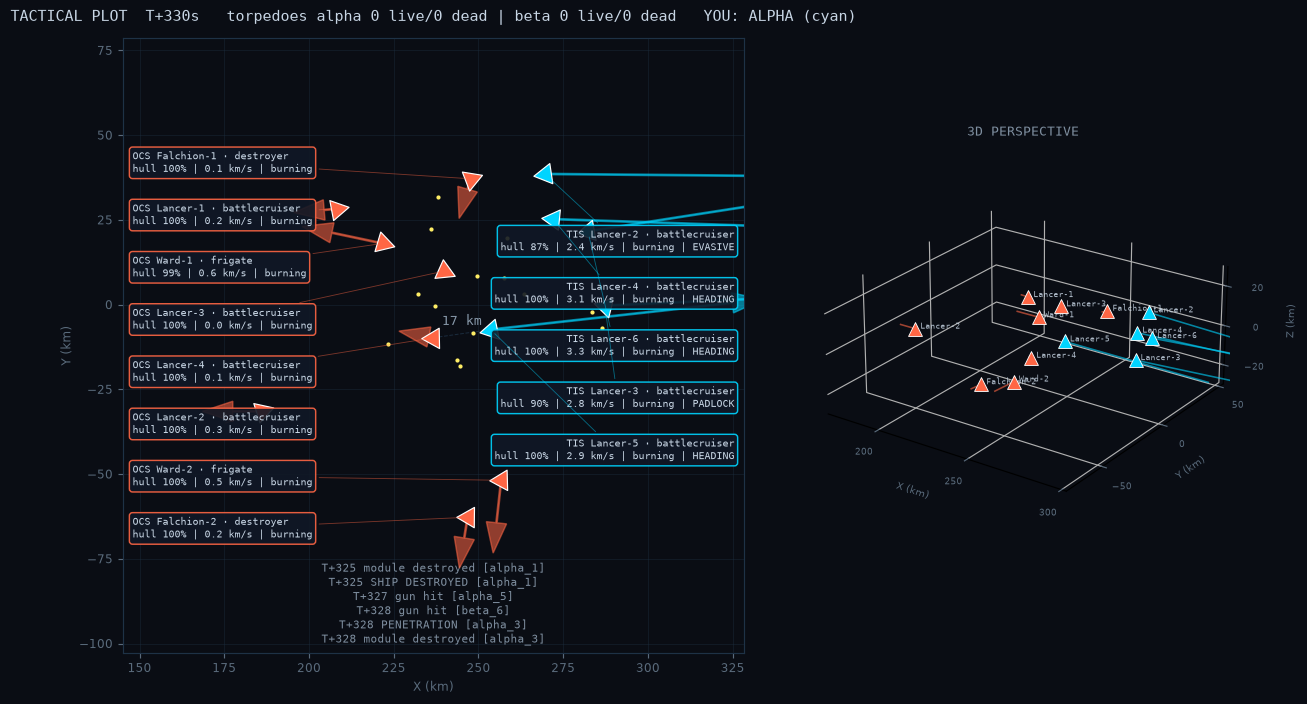 TACTICAL PLOT  T+330s   torpedoes alpha 0 live/0 dead | beta 0 live/0 dead   YOU: ALPHA (cyan)
75
50
25
0
−25
−50
−75
−100
Y (km)
150
175
200
225
250
275
300
325
X (km)
OCS Falchion-1 · destroyer
hull 100% | 0.1 km/s | burning
OCS Lancer-1 · battlecruiser
hull 100% | 0.2 km/s | burning
OCS Ward-1 · frigate
hull 99% | 0.6 km/s | burning
OCS Lancer-3 · battlecruiser
hull 100% | 0.0 km/s | burning
OCS Lancer-4 · battlecruiser
hull 100% | 0.1 km/s | burning
OCS Lancer-2 · battlecruiser
hull 100% | 0.3 km/s | burning
OCS Ward-2 · frigate
hull 100% | 0.5 km/s | burning
OCS Falchion-2 · destroyer
hull 100% | 0.2 km/s | burning
17 km
TIS Lancer-2 · battlecruiser
hull 87% | 2.4 km/s | burning | EVASIVE
TIS Lancer-4 · battlecruiser
hull 100% | 3.1 km/s | burning | HEADING
TIS Lancer-6 · battlecruiser
hull 100% | 3.3 km/s | burning | HEADING
TIS Lancer-3 · battlecruiser
hull 90% | 2.8 km/s | burning | PADLOCK
TIS Lancer-5 · battlecruiser
hull 100% | 2.9 km/s | burning | HEADING
T+325 module destroyed [alpha_1]
T+325 SHIP DESTROYED [alpha_1]
T+327 gun hit [alpha_5]
T+328 gun hit [beta_6]
T+328 PENETRATION [alpha_3]
T+328 module destroyed [alpha_3]
3D PERSPECTIVE
Lancer-1
Lancer-3
Lancer-2
Lancer-2
Lancer-4
Lancer-6
Lancer-5
Lancer-3
Lancer-4
Ward-2
200
250
300
X (km)
−50
0
50
Y (km)
20
0
−20
Z (km)